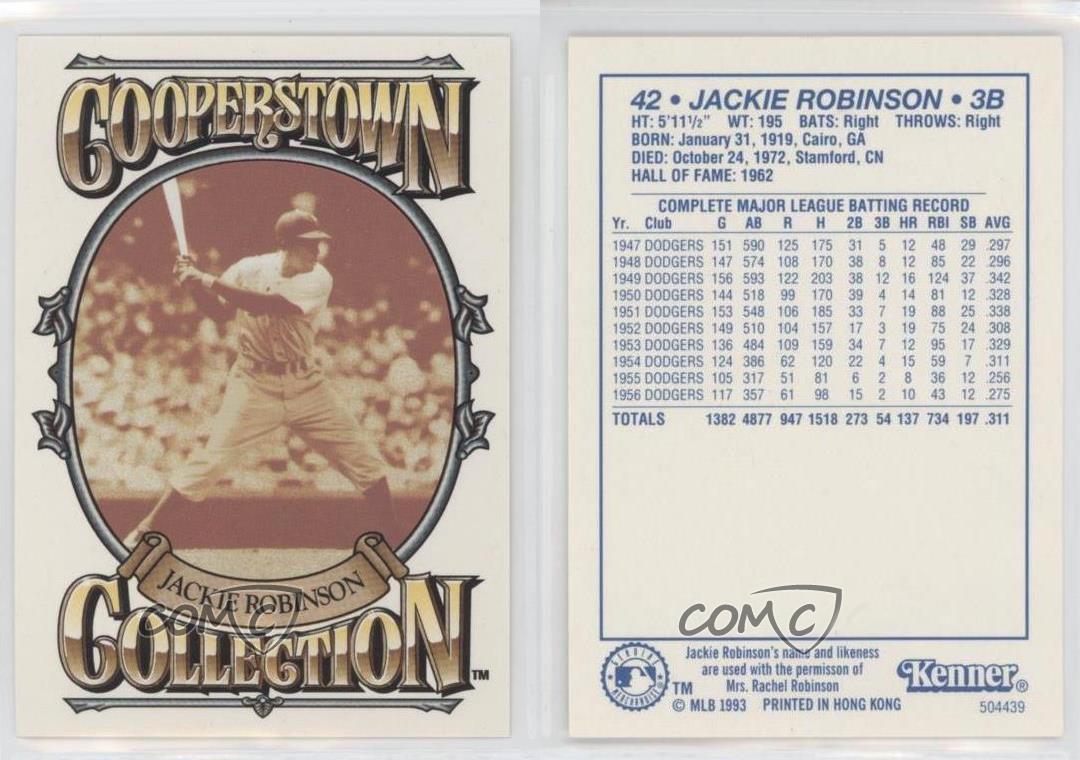 COOPERSTOWN
JACKIE ROBINSON
COLLECTION™
COMC
42 • JACKIE ROBINSON • 3B
HT: 5'11½" WT: 195 BATS: Right THROWS: Right
BORN: January 31, 1919, Cairo, GA
DIED: October 24, 1972, Stamford, CN
HALL OF FAME: 1962
COMPLETE MAJOR LEAGUE BATTING RECORD
Yr. Club G AB R H 2B 3B HR RBI SB AVG
1947 DODGERS 151 590 125 175 31 5 12 48 29 .297
1948 DODGERS 147 574 108 170 38 8 12 85 22 .296
1949 DODGERS 156 593 122 203 38 12 16 124 37 .342
1950 DODGERS 144 518 99 170 39 4 14 81 12 .328
1951 DODGERS 153 548 106 185 33 7 19 88 25 .338
1952 DODGERS 149 510 104 157 17 3 19 75 24 .308
1953 DODGERS 136 484 109 159 34 7 12 95 17 .329
1954 DODGERS 124 386 62 120 22 4 15 59 7 .311
1955 DODGERS 105 317 51 81 6 2 8 36 12 .256
1956 DODGERS 117 357 61 98 15 2 10 43 12 .275
TOTALS 1382 4877 947 1518 273 54 137 734 197 .311
COMC
GENUINE MERCHANDISE ™
Jackie Robinson's name and likeness
are used with the permisson of
Mrs. Rachel Robinson
© MLB 1993 PRINTED IN HONG KONG
Kenner®
504439